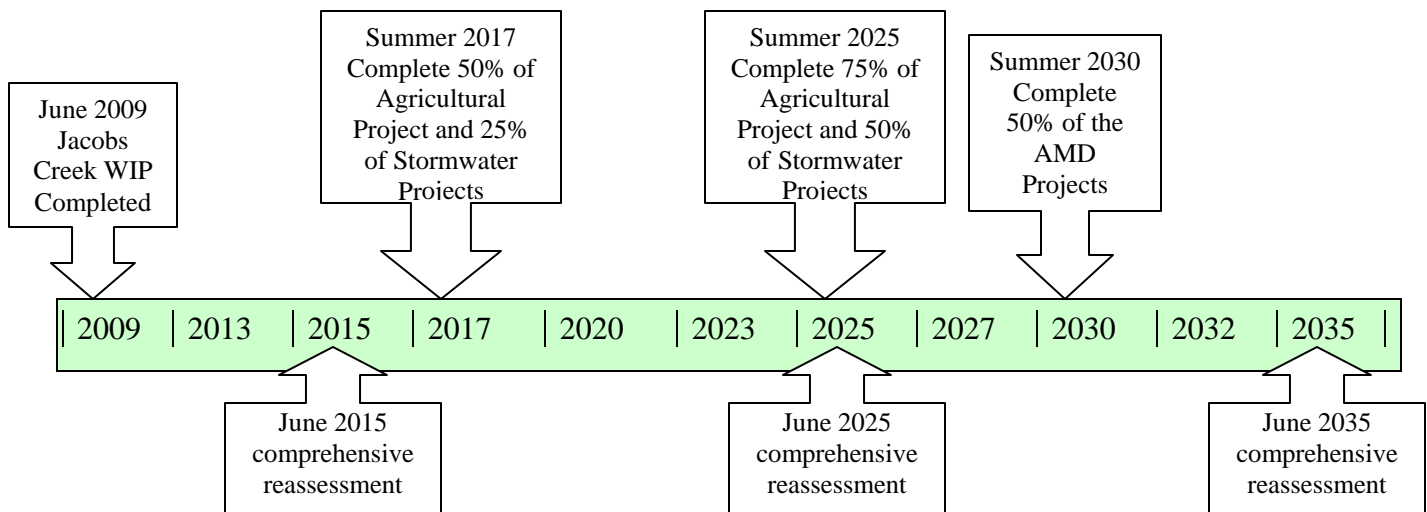 June 2009
Jacobs
Creek WIP
Completed
Summer 2017
Complete 50% of
Agricultural
Project and 25%
of Stormwater
Projects
Summer 2025
Complete 75% of
Agricultural
Project and 50%
of Stormwater
Projects
Summer 2030
Complete
50% of the
AMD
Projects
2009 2013 2015 2017 2020 2023 2025 2027 2030 2032 2035
June 2015
comprehensive
reassessment
June 2025
comprehensive
reassessment
June 2035
comprehensive
reassessment